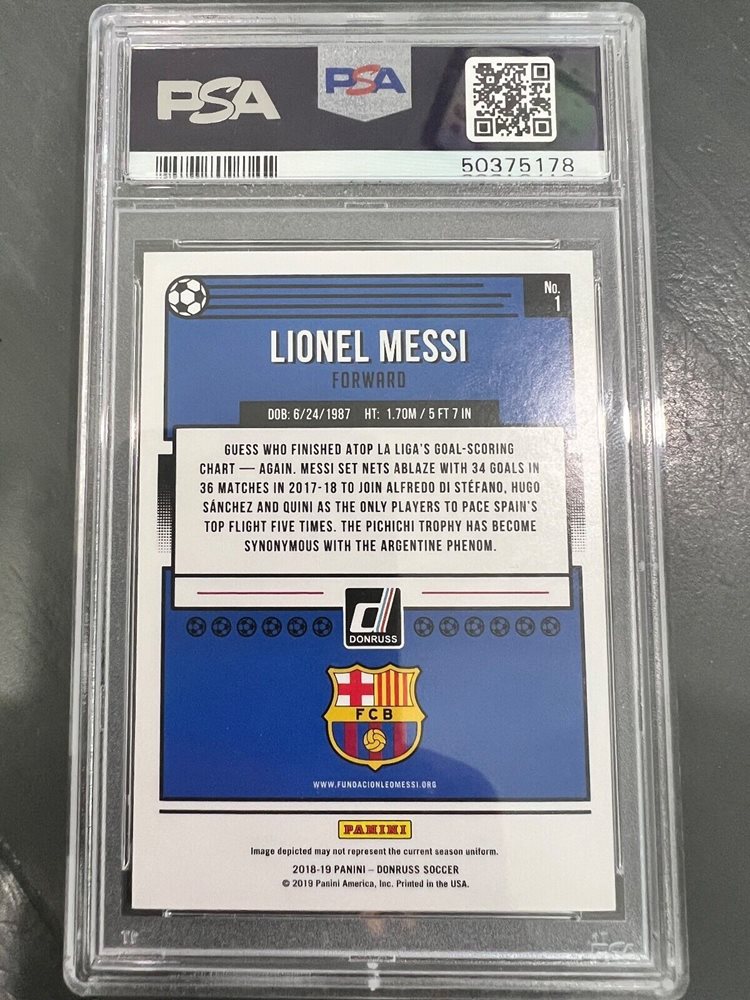 PSA
PSA
50375178
No.
1
LIONEL MESSI
FORWARD
DOB: 6/24/1987 HT: 1.70M / 5 FT 7 IN
GUESS WHO FINISHED ATOP LA LIGA'S GOAL-SCORING
CHART — AGAIN. MESSI SET NETS ABLAZE WITH 34 GOALS IN
36 MATCHES IN 2017-18 TO JOIN ALFREDO DI STÉFANO, HUGO
SÁNCHEZ AND QUINI AS THE ONLY PLAYERS TO PACE SPAIN'S
TOP FLIGHT FIVE TIMES. THE PICHICHI TROPHY HAS BECOME
SYNONYMOUS WITH THE ARGENTINE PHENOM.
d
DONRUSS
FCB
WWW.FUNDACIONLEOMESSI.ORG
PANINI
Image depicted may not represent the current season uniform.
2018-19 PANINI – DONRUSS SOCCER
© 2019 Panini America, Inc. Printed in the USA.